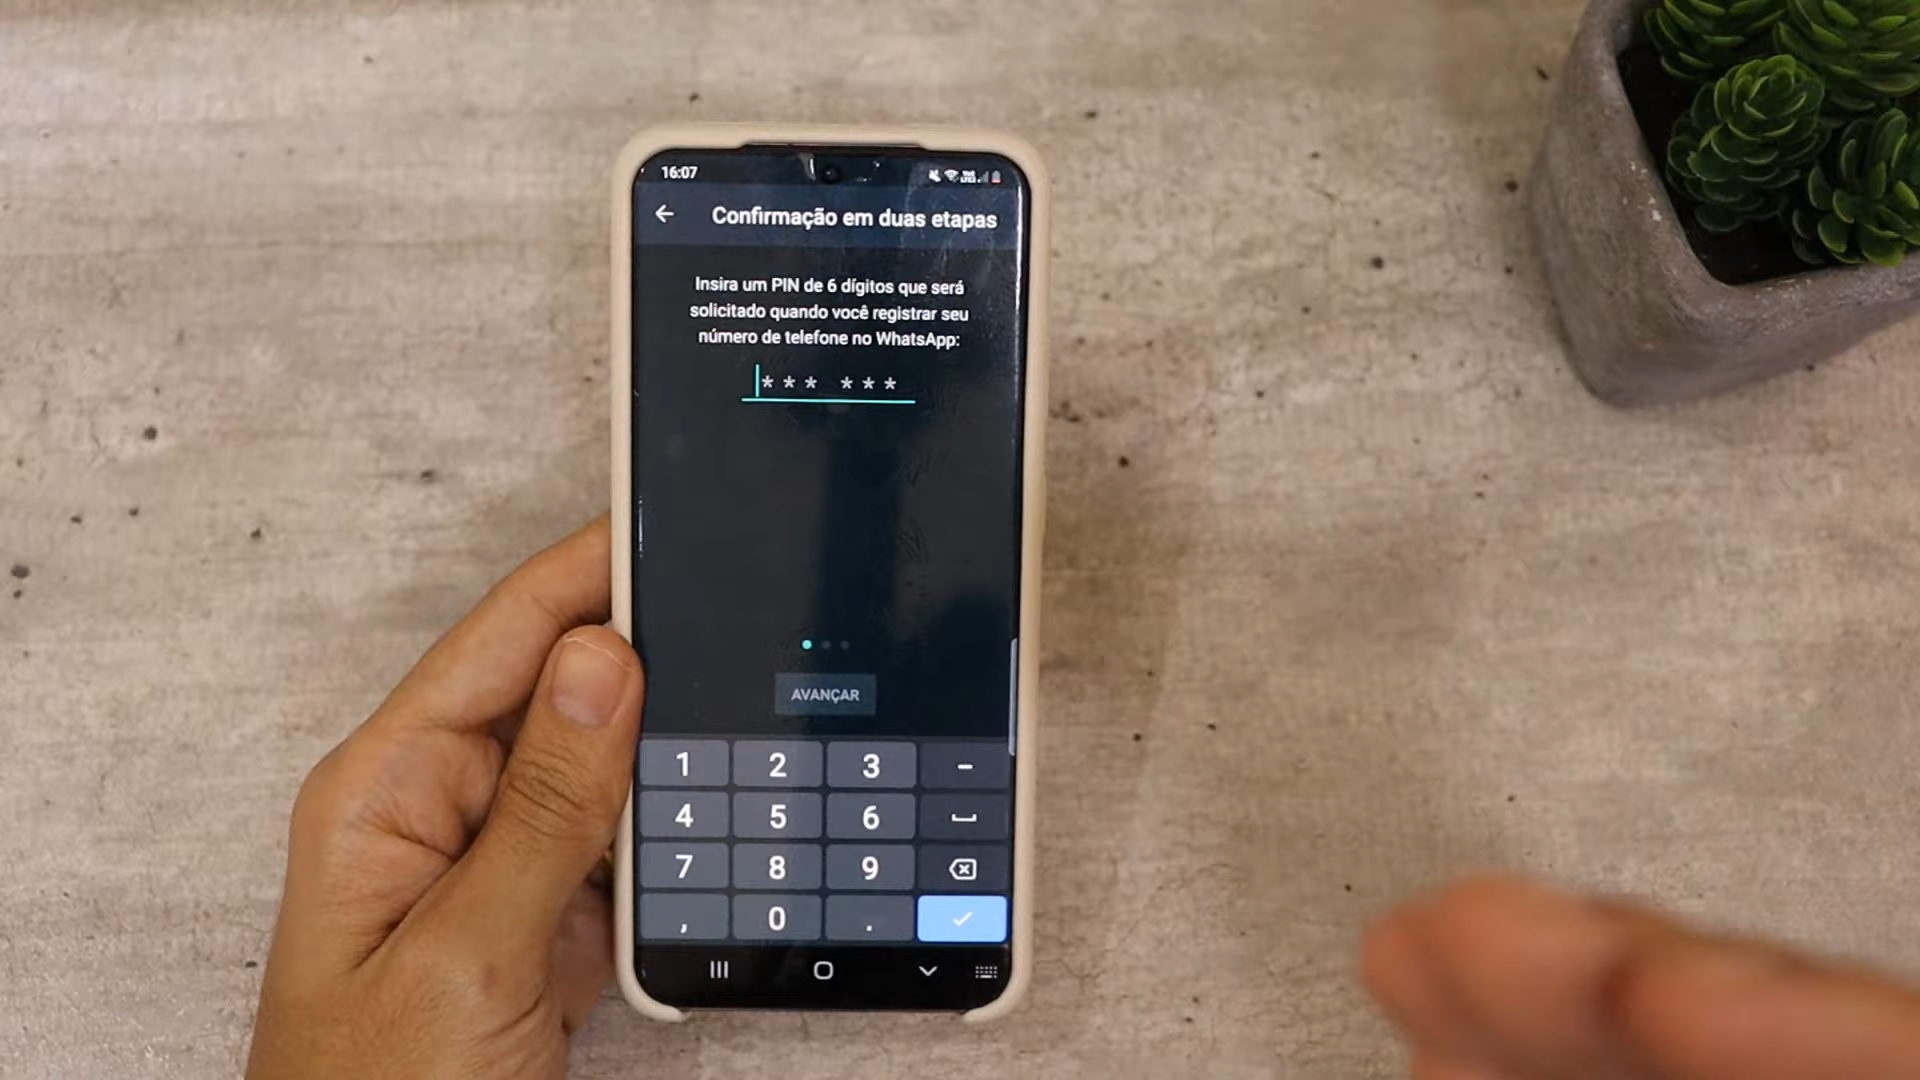 16:07
Confirmação em duas etapas
Insira um PIN de 6 dígitos que será
solicitado quando você registrar seu
número de telefone no WhatsApp:
*** ***
AVANÇAR
1 2 3 -
4 5 6
7 8 9
, 0 .